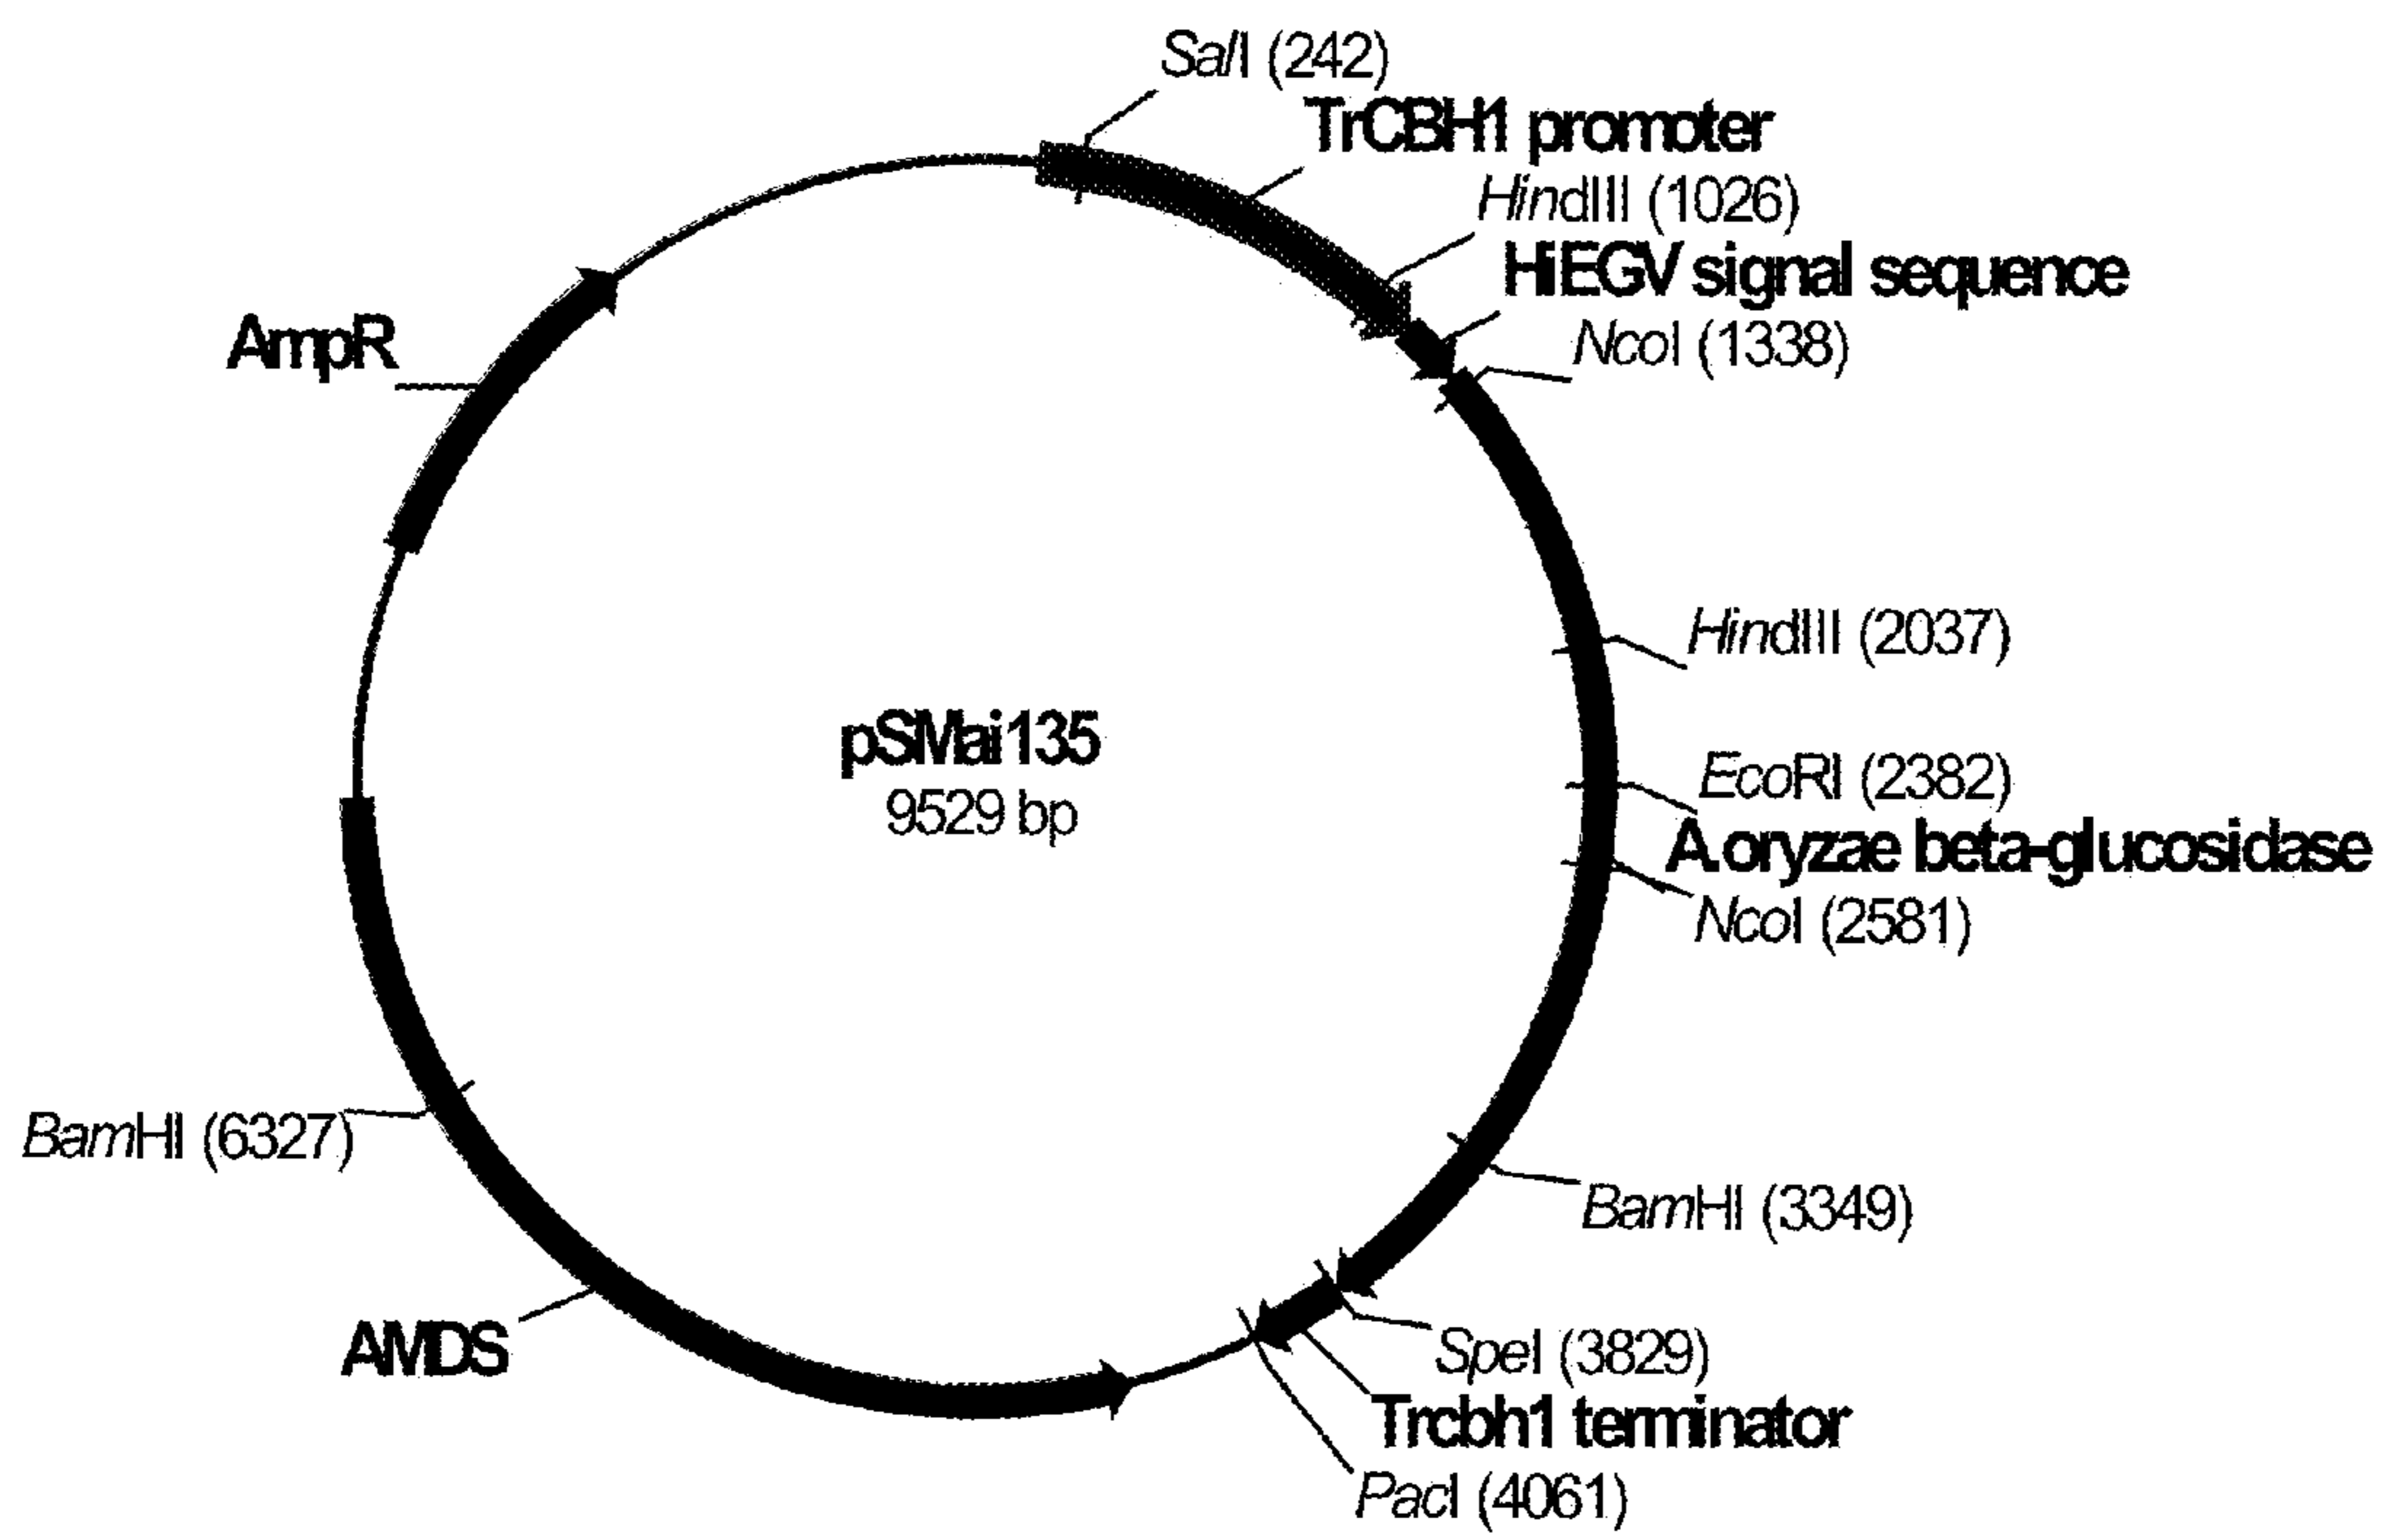 SalI (242)
TrCBH1 promoter
HindIII (1026)
HiEGV signal sequence
NcoI (1338)
AmpR
HindIII (2037)
pSMai135
9529 bp
EcoRI (2382)
A.oryzae beta-glucosidase
NcoI (2581)
BamHI (6327)
BamHI (3349)
AMDS
SpeI (3829)
Trcbh1 terminator
PacI (4061)